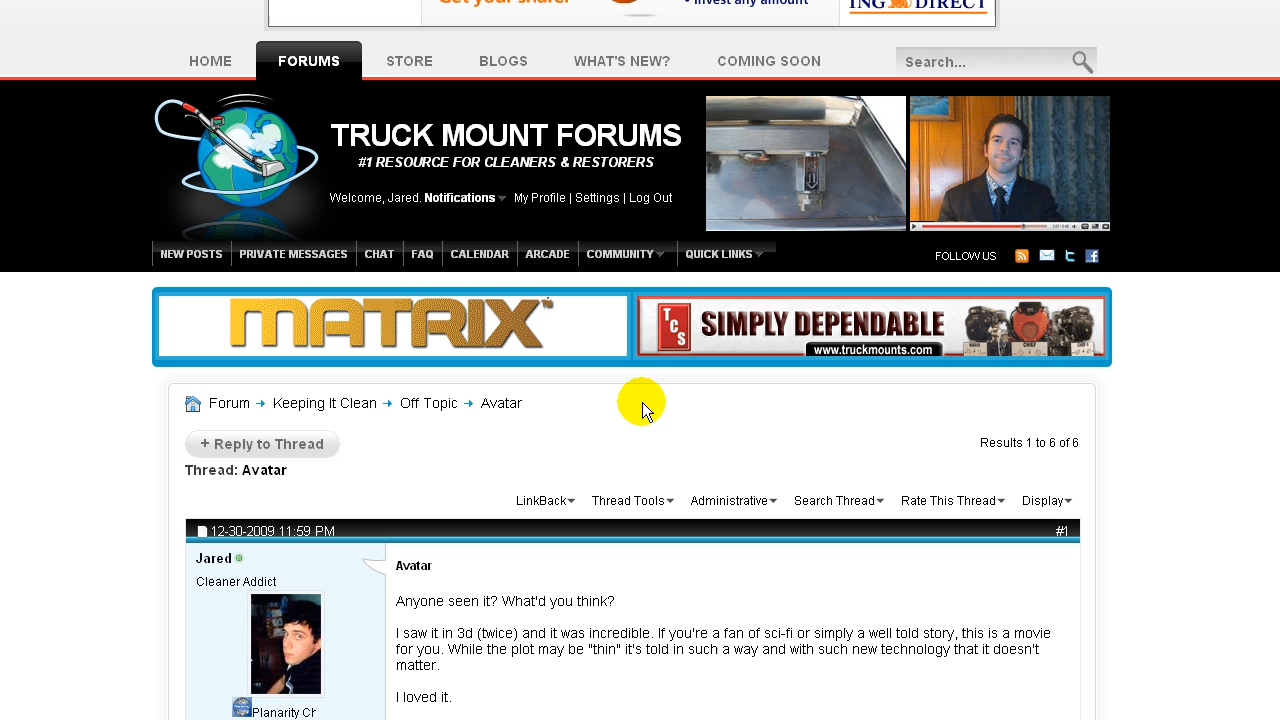 Get your share!
• Invest any amount
ING DIRECT
HOME
FORUMS
STORE
BLOGS
WHAT'S NEW?
COMING SOON
Search...
TRUCK MOUNT FORUMS
#1 RESOURCE FOR CLEANERS & RESTORERS
Welcome, Jared. Notifications My Profile | Settings | Log Out
NEW POSTS
PRIVATE MESSAGES
CHAT
FAQ
CALENDAR
ARCADE
COMMUNITY
QUICK LINKS
FOLLOW US
MATRIX™
TCS
SIMPLY DEPENDABLE
www.truckmounts.com
Forum
Keeping It Clean
Off Topic
Avatar
+ Reply to Thread
Results 1 to 6 of 6
Thread: Avatar
LinkBack
Thread Tools
Administrative
Search Thread
Rate This Thread
Display
12-30-2009 11:59 PM
#1
Jared
Cleaner Addict
Planarity Ch
Avatar
Anyone seen it? What'd you think?
I saw it in 3d (twice) and it was incredible. If you're a fan of sci-fi or simply a well told story, this is a movie
for you. While the plot may be "thin" it's told in such a way and with such new technology that it doesn't
matter.
I loved it.